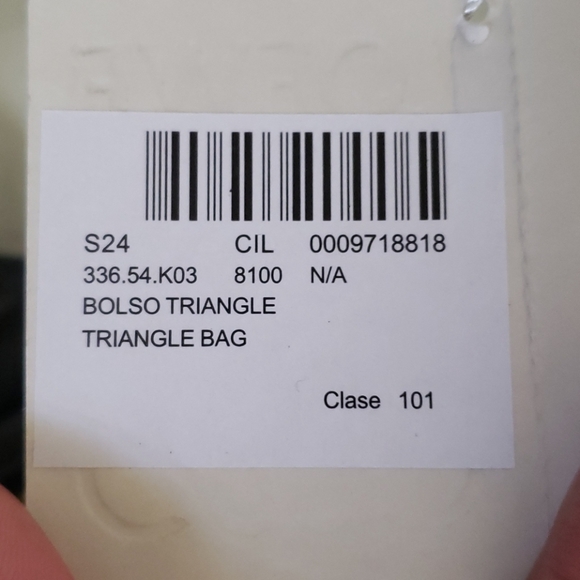 S24 CIL 0009718818
336.54.K03 8100 N/A
BOLSO TRIANGLE
TRIANGLE BAG
Clase 101